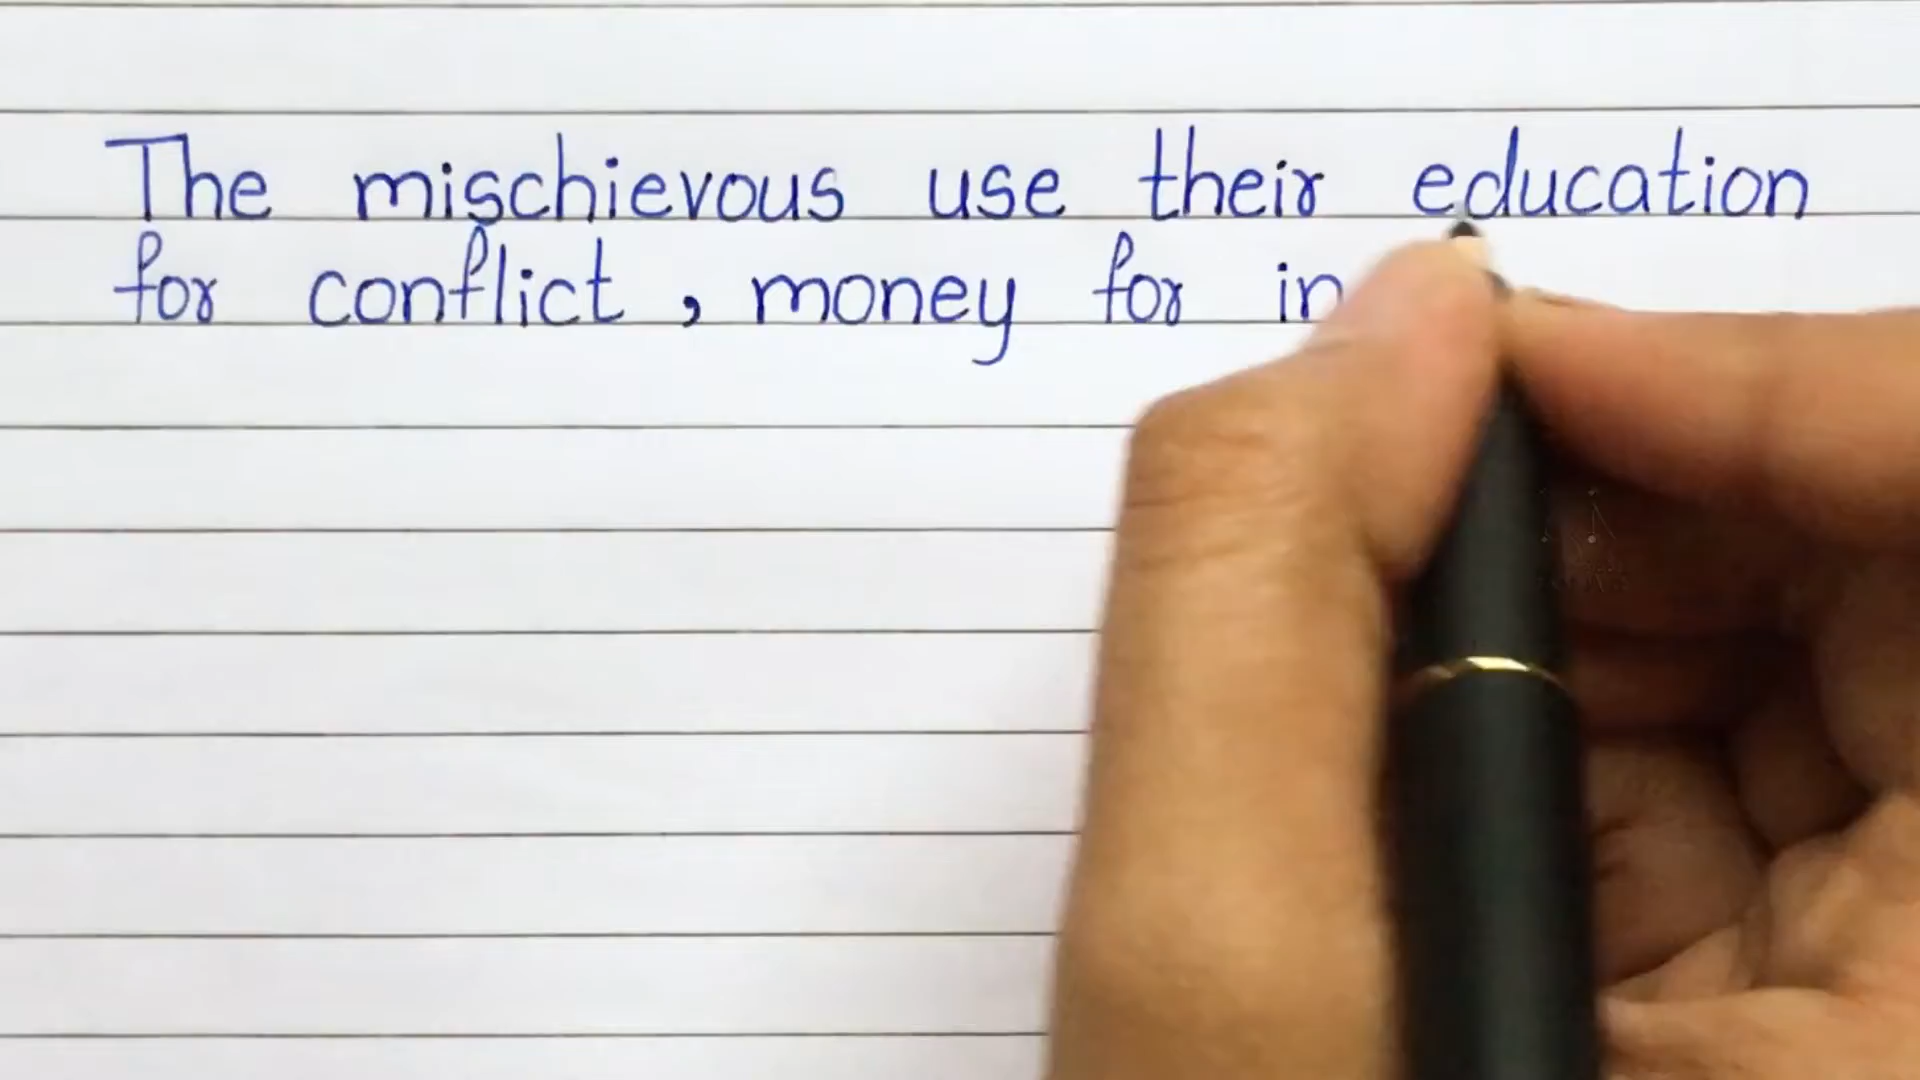 The mischievous use their education
for conflict, money for in